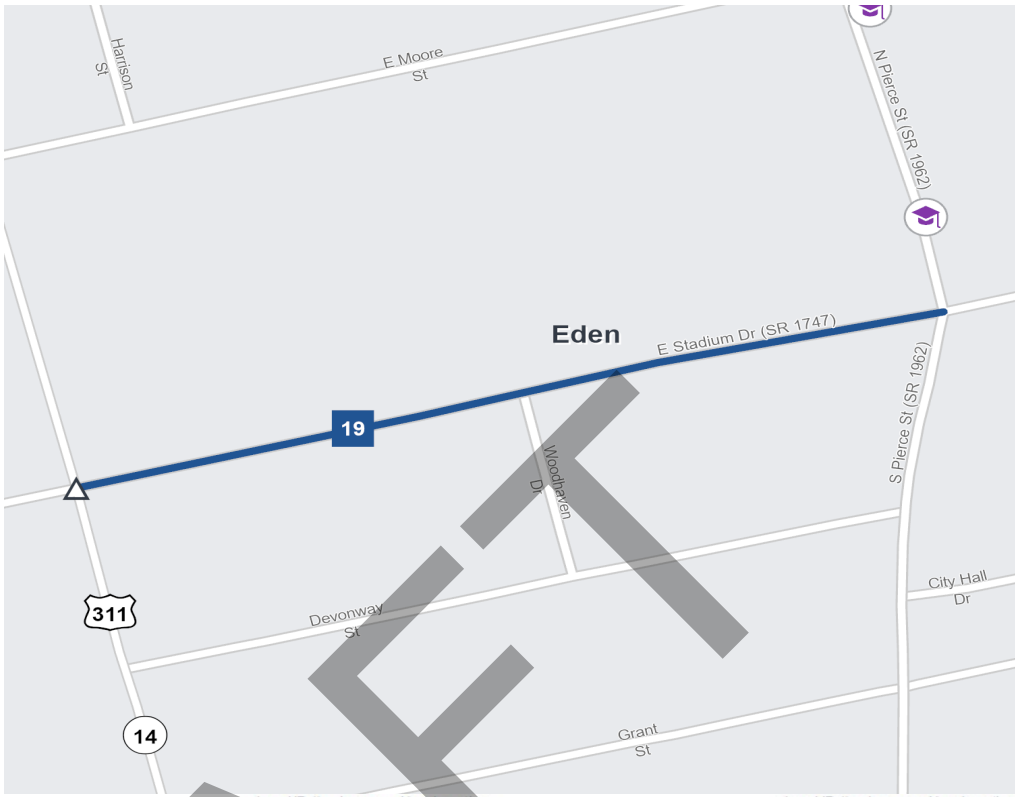 Harrison
St
E Moore
St
N Pierce St (SR 1962)
Eden
E Stadium Dr (SR 1747)
19
S Pierce St (SR 1962)
Woodhaven
Dr
311
Devonway
St
City Hall
Dr
14
Grant
St